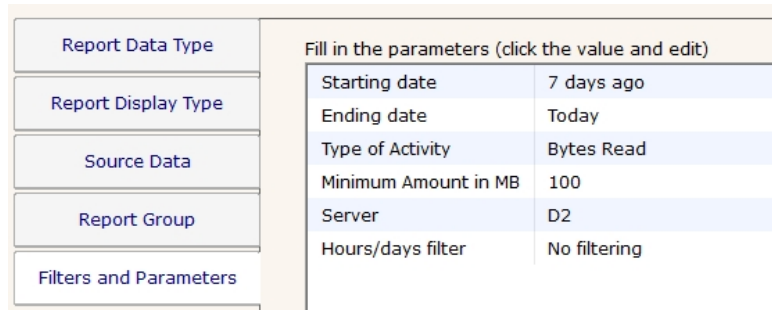 Report Data Type
Report Display Type
Source Data
Report Group
Filters and Parameters
Fill in the parameters (click the value and edit)
Starting date 7 days ago
Ending date Today
Type of Activity Bytes Read
Minimum Amount in MB 100
Server D2
Hours/days filter No filtering